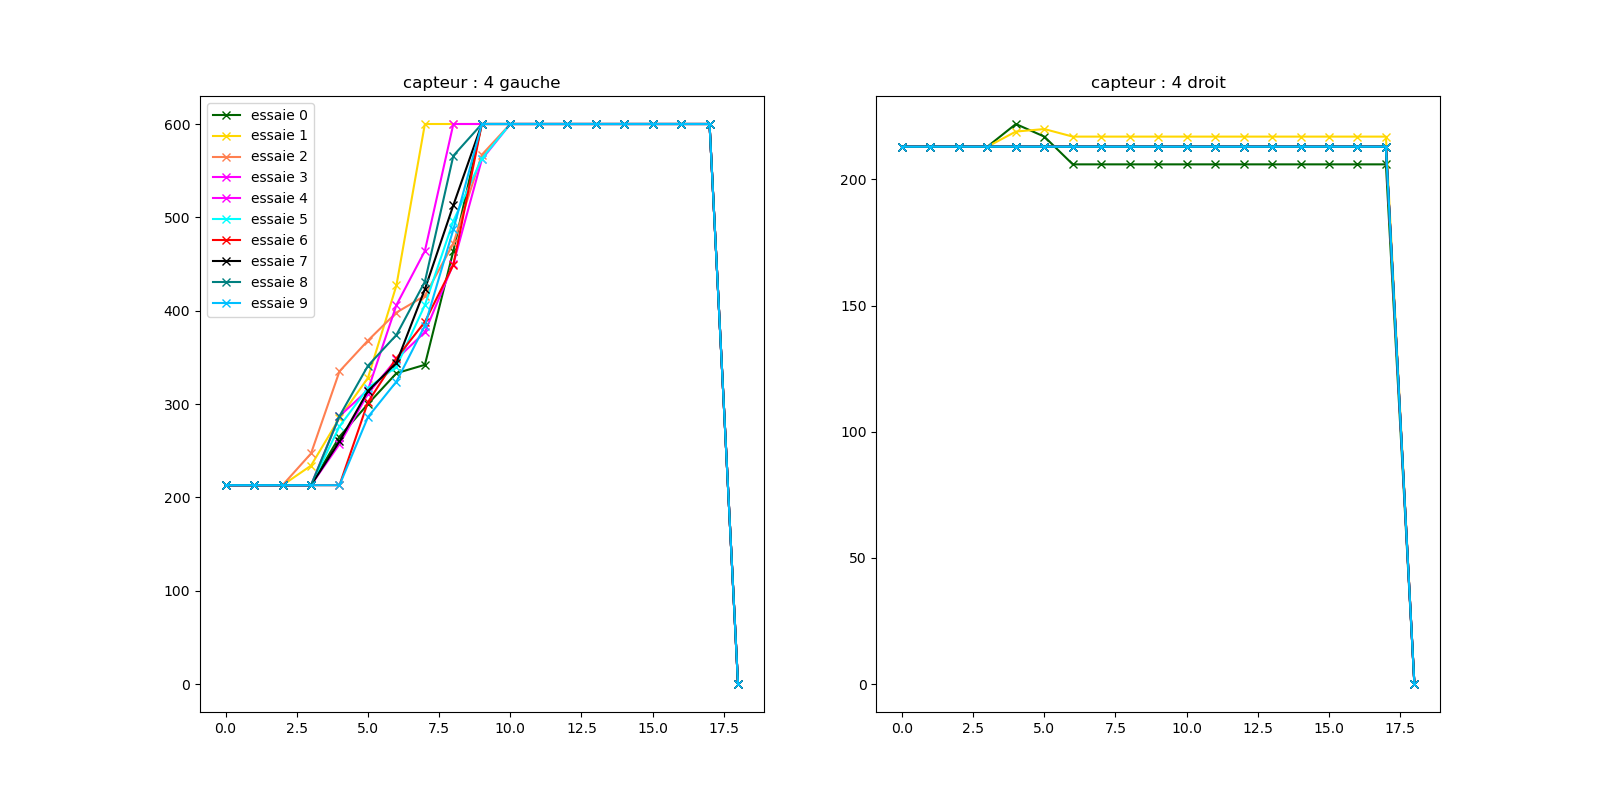 capteur : 4 gauche
600
500
400
300
200
100
0
0.0 2.5 5.0 7.5 10.0 12.5 15.0 17.5
essaie 0
essaie 1
essaie 2
essaie 3
essaie 4
essaie 5
essaie 6
essaie 7
essaie 8
essaie 9
capteur : 4 droit
200
150
100
50
0
0.0 2.5 5.0 7.5 10.0 12.5 15.0 17.5